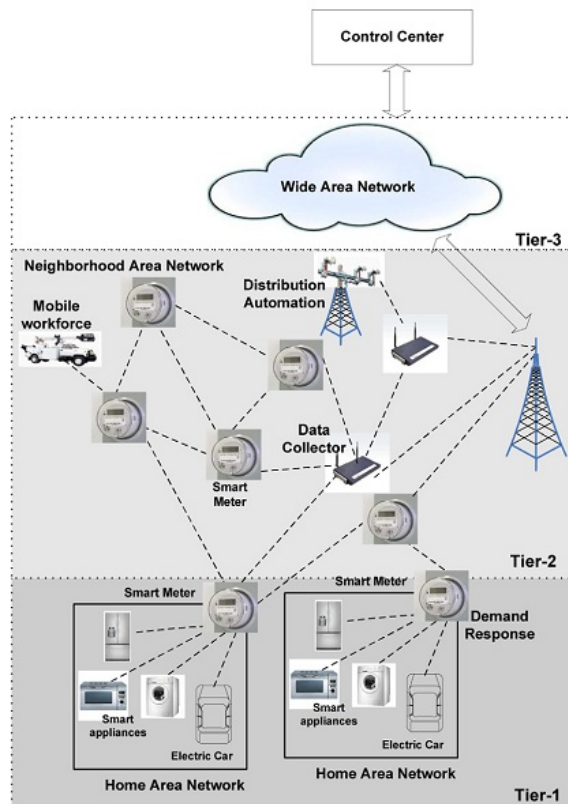 Control Center
Wide Area Network
Tier-3
Neighborhood Area Network
Distribution
Automation
Mobile
workforce
Data
Collector
Smart
Meter
Tier-2
Smart Meter
Smart Meter
Demand
Response
Smart
appliances
Electric Car
Smart
appliances
Electric Car
Home Area Network
Home Area Network
Tier-1